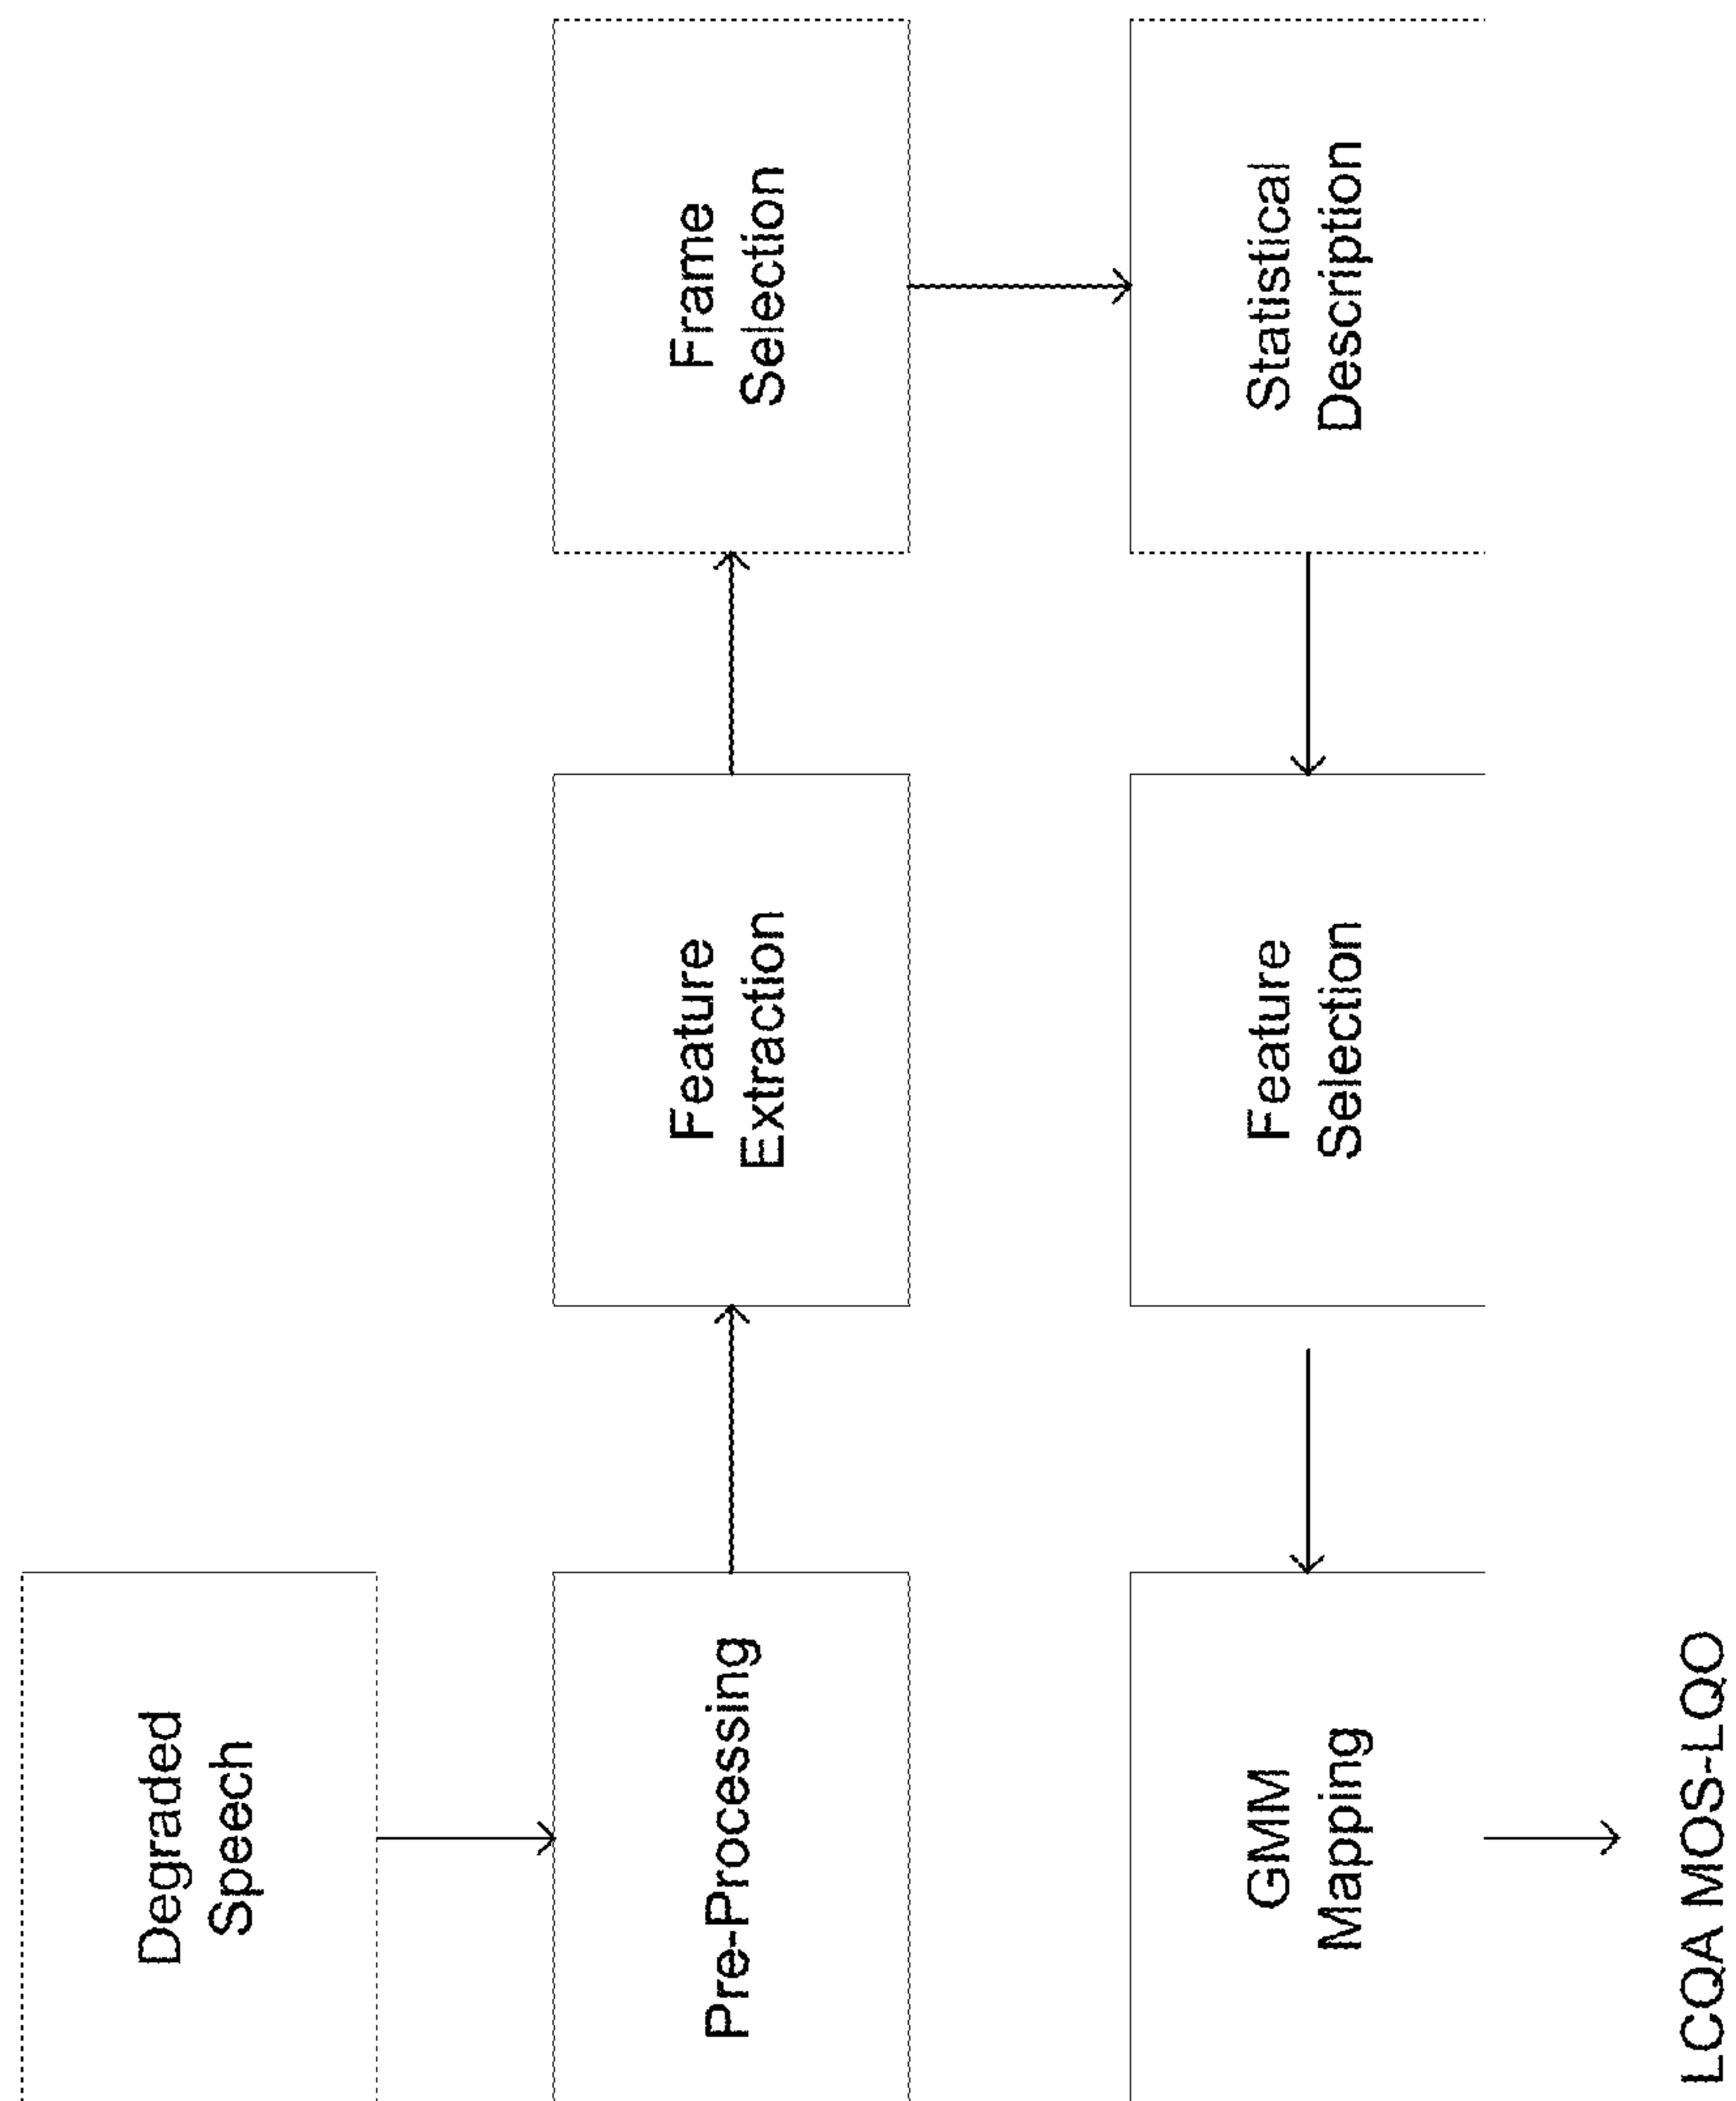 Degraded
Speech
Pre-Processing
Feature
Extraction
Frame
Selection
Statistical
Description
Feature
Selection
GMM
Mapping
LCQA MOS-LQO